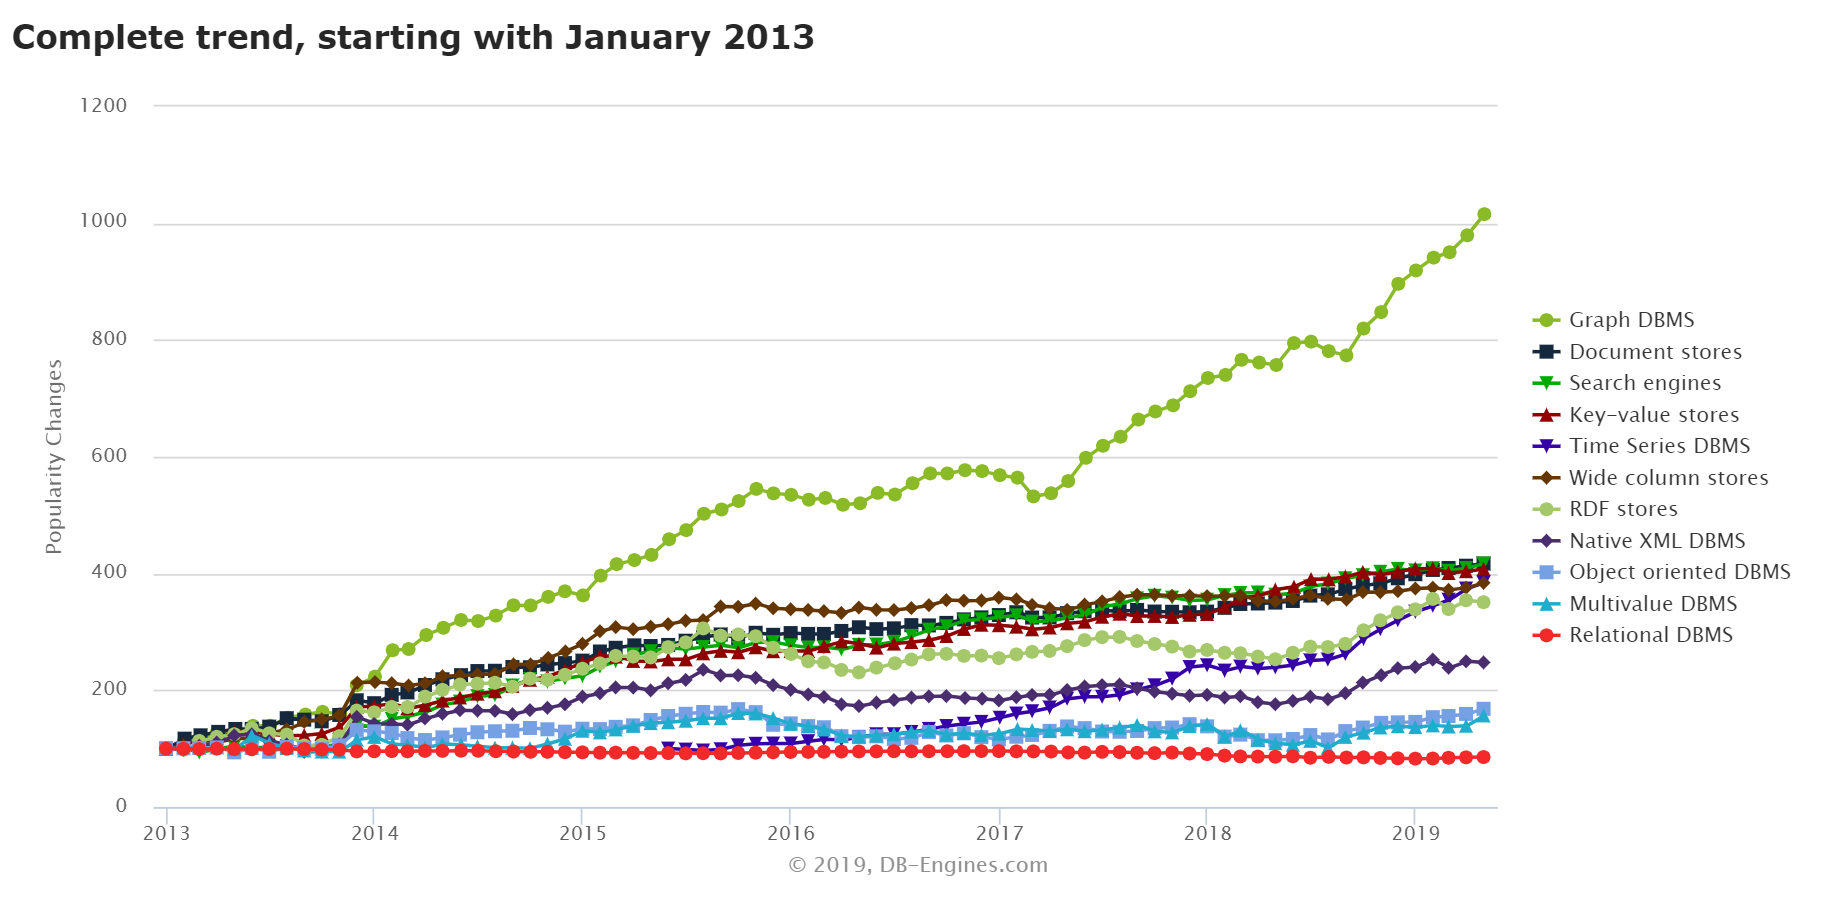 Complete trend, starting with January 2013
1200
1000
800
600
400
200
0
Popularity Changes
2013 2014 2015 2016 2017 2018 2019
Graph DBMS
Document stores
Search engines
Key-value stores
Time Series DBMS
Wide column stores
RDF stores
Native XML DBMS
Object oriented DBMS
Multivalue DBMS
Relational DBMS
© 2019, DB-Engines.com